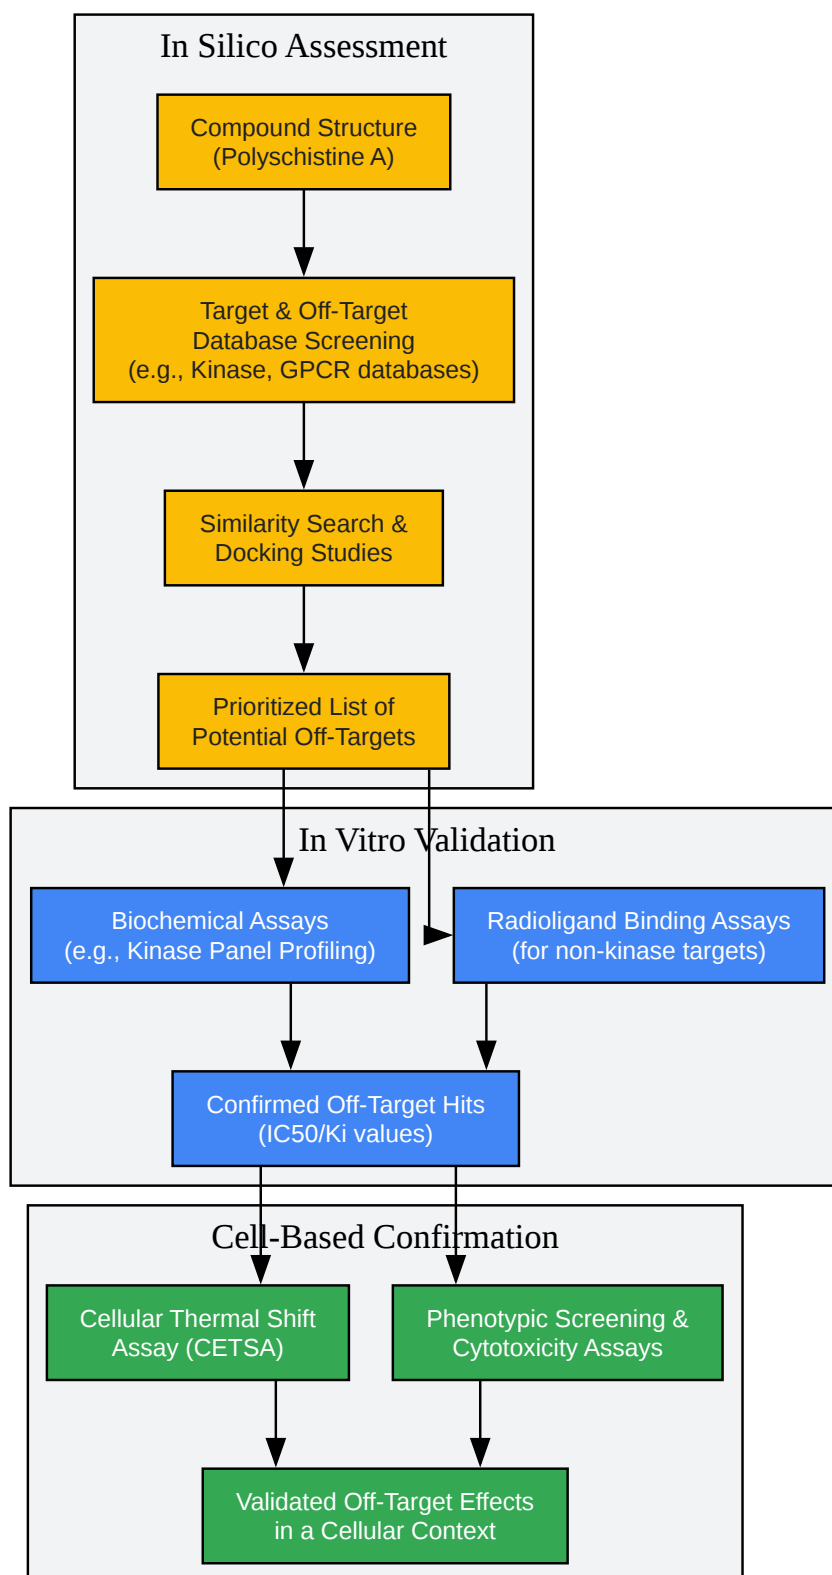 In Silico Assessment
Compound Structure
(Polyschistine A)
Target & Off-Target
Database Screening
(e.g., Kinase, GPCR databases)
Similarity Search &
Docking Studies
Prioritized List of
Potential Off-Targets
In Vitro Validation
Biochemical Assays
(e.g., Kinase Panel Profiling)
Radioligand Binding Assays
(for non-kinase targets)
Confirmed Off-Target Hits
(IC50/Ki values)
Cell-Based Confirmation
Cellular Thermal Shift
Assay (CETSA)
Phenotypic Screening &
Cytotoxicity Assays
Validated Off-Target Effects
in a Cellular Context